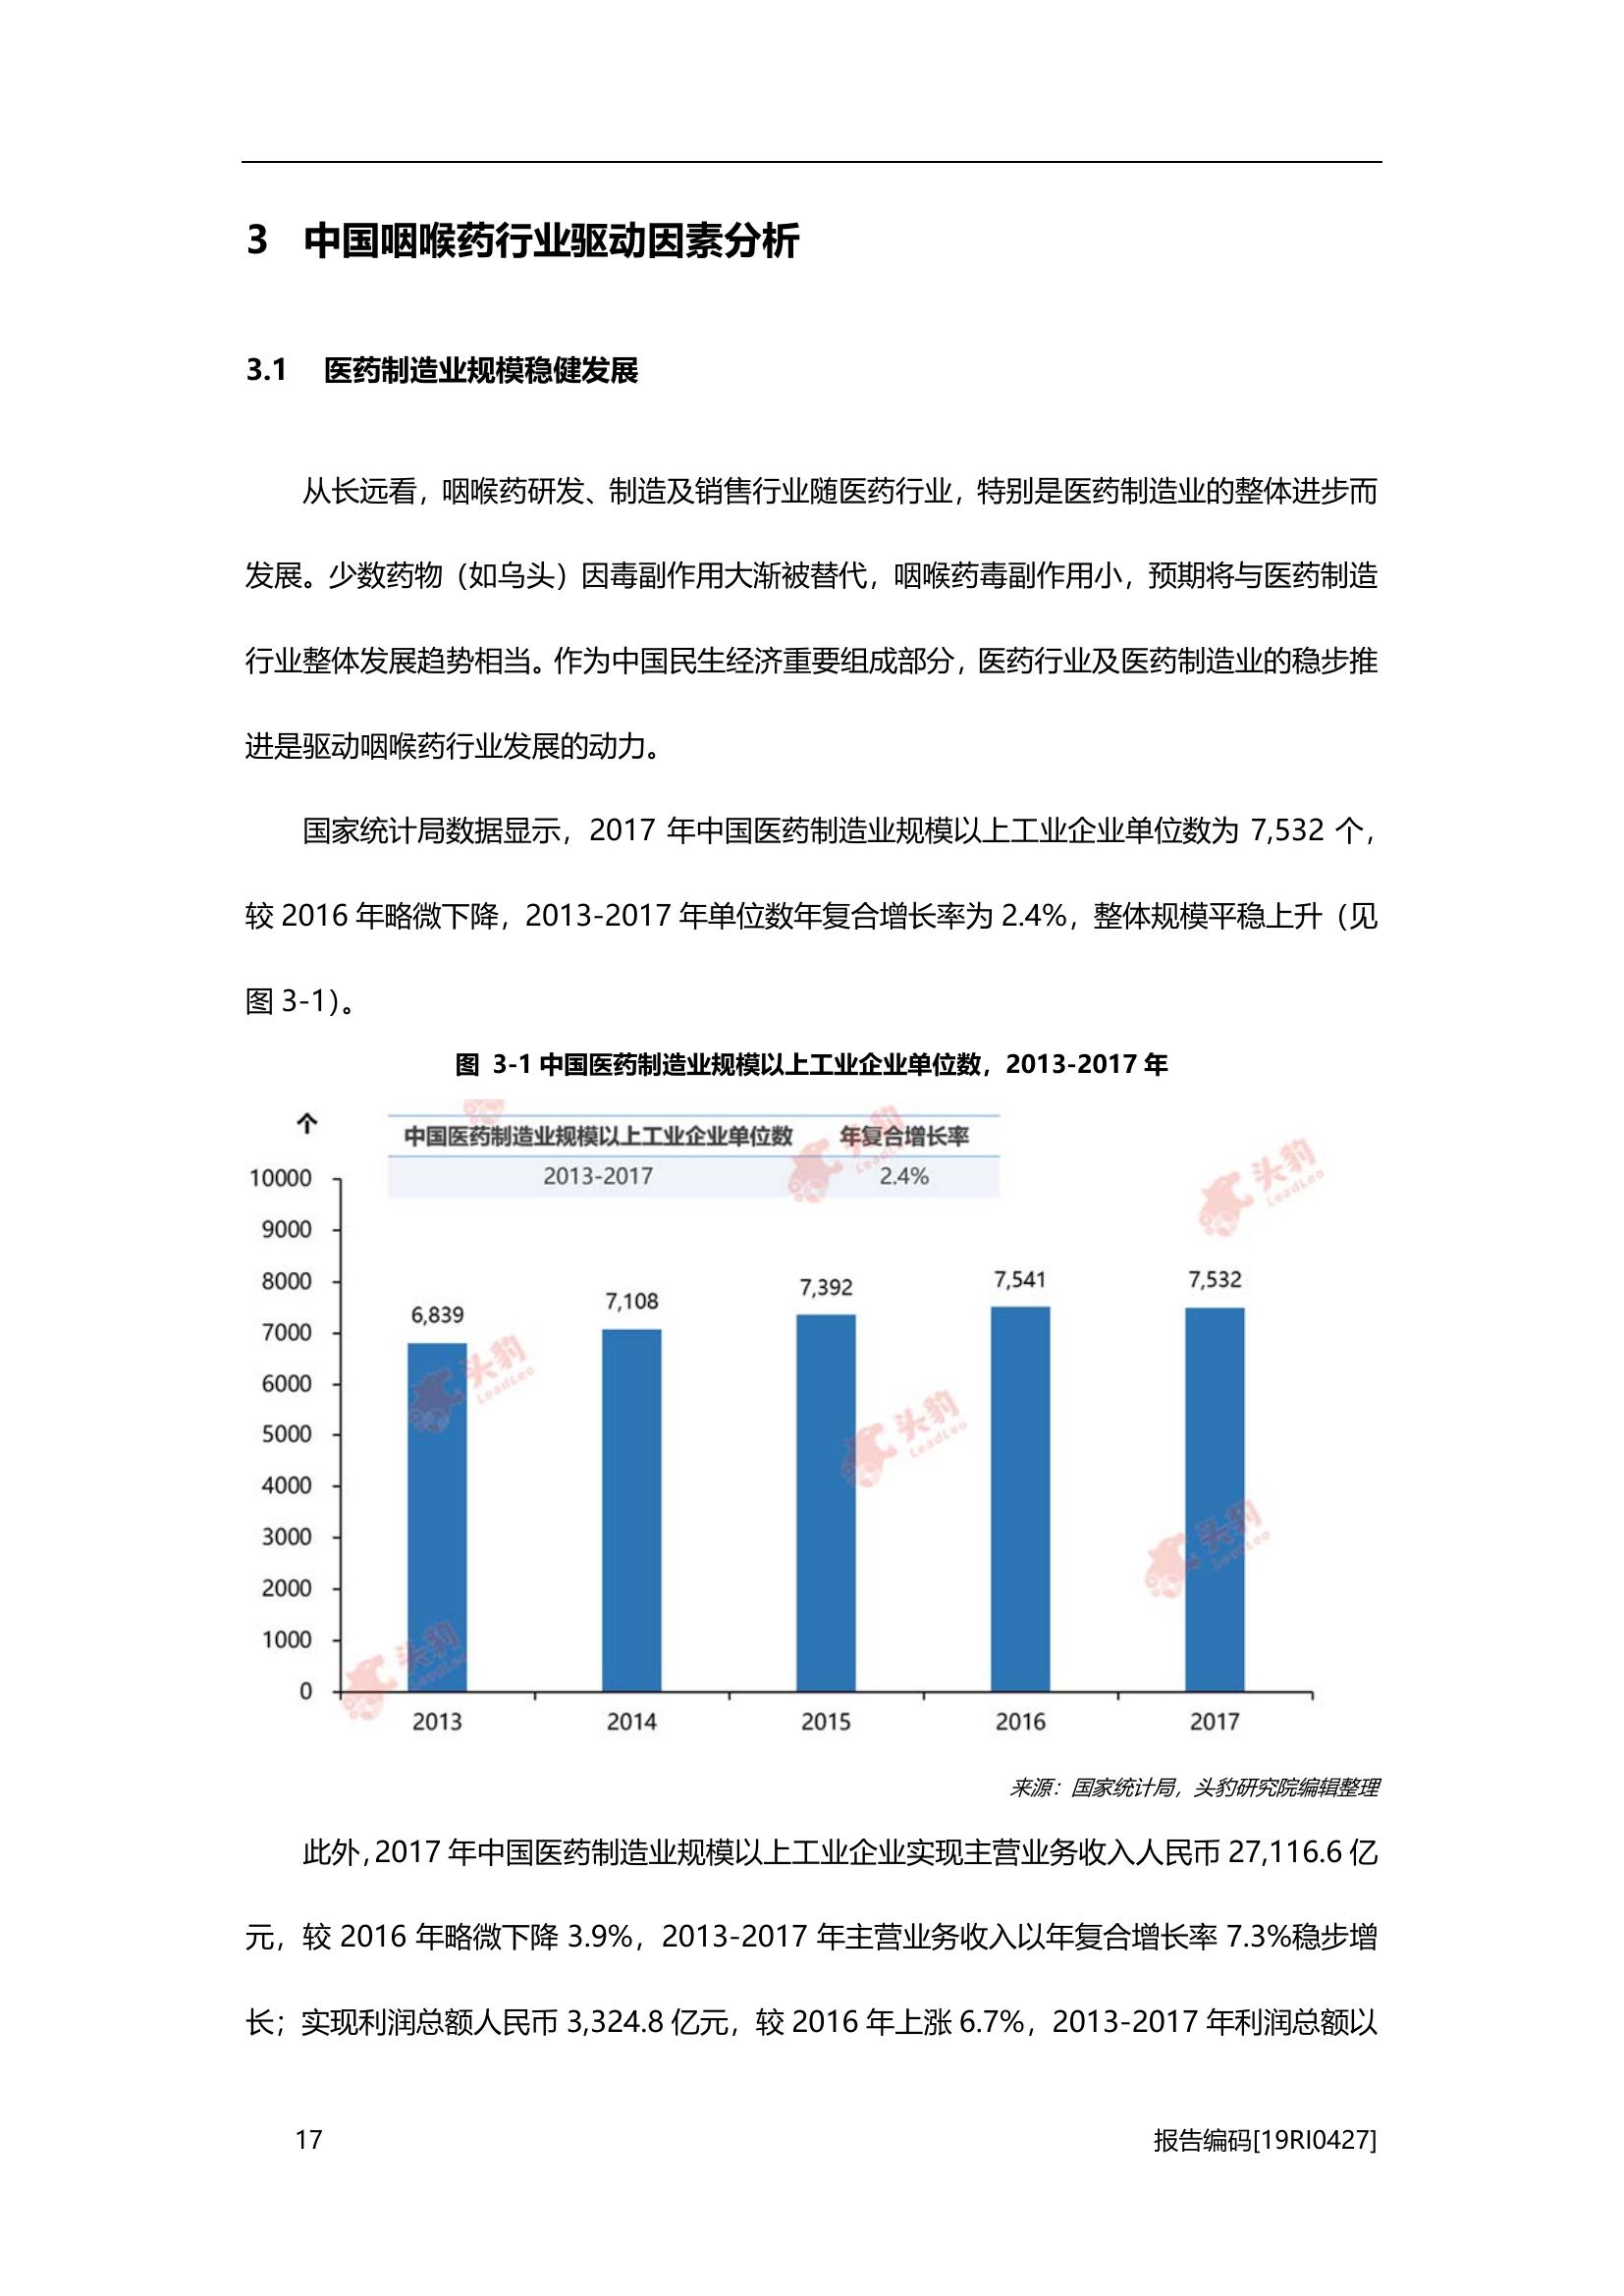 3 中国咽喉药行业驱动因素分析
3.1 医药制造业规模稳健发展
从长远看，咽喉药研发、制造及销售行业随医药行业，特别是医药制造业的整体进步而
发展。少数药物（如乌头）因毒副作用大渐被替代，咽喉药毒副作用小，预期将与医药制造
行业整体发展趋势相当。作为中国民生经济重要组成部分，医药行业及医药制造业的稳步推
进是驱动咽喉药行业发展的动力。
国家统计局数据显示，2017 年中国医药制造业规模以上工业企业单位数为 7,532 个，
较 2016 年略微下降，2013-2017 年单位数年复合增长率为 2.4%，整体规模平稳上升（见
图 3-1）。
图 3-1 中国医药制造业规模以上工业企业单位数，2013-2017 年
个
中国医药制造业规模以上工业企业单位数 年复合增长率
2013-2017 2.4%
10000
9000
8000
7000
6000
5000
4000
3000
2000
1000
0
6,839
7,108
7,392
7,541
7,532
2013 2014 2015 2016 2017
头豹
LeadLeo
头豹
LeadLeo
头豹
LeadLeo
头豹
LeadLeo
头豹
LeadLeo
头豹
LeadLeo
来源：国家统计局，头豹研究院编辑整理
此外，2017 年中国医药制造业规模以上工业企业实现主营业务收入人民币 27,116.6 亿
元，较 2016 年略微下降 3.9%，2013-2017 年主营业务收入以年复合增长率 7.3%稳步增
长；实现利润总额人民币 3,324.8 亿元，较 2016 年上涨 6.7%，2013-2017 年利润总额以
17 报告编码[19RI0427]